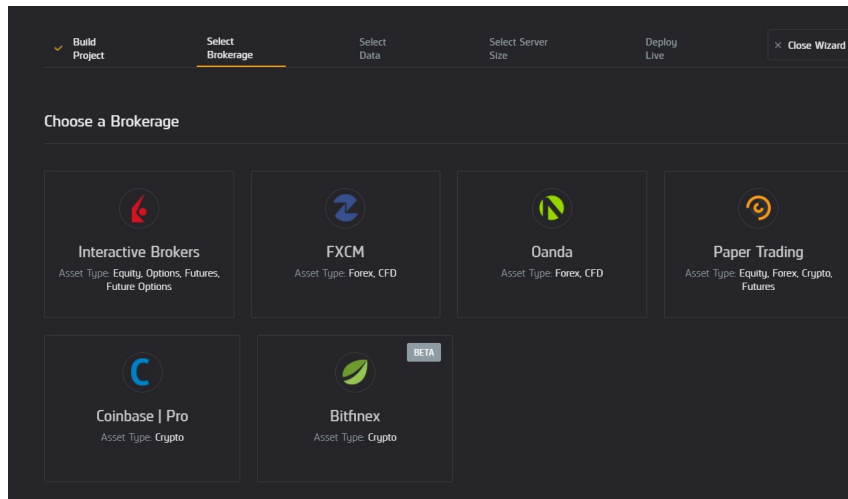 Build
Project
Select
Brokerage
Select
Data
Select Server
Size
Deploy
Live
× Close Wizard
Choose a Brokerage
Interactive Brokers
Asset Type: Equity, Options, Futures,
Future Options
FXCM
Asset Type: Forex, CFD
Oanda
Asset Type: Forex, CFD
Paper Trading
Asset Type: Equity, Forex, Crypto,
Futures
Coinbase | Pro
Asset Type: Crypto
BETA
Bitfinex
Asset Type: Crypto